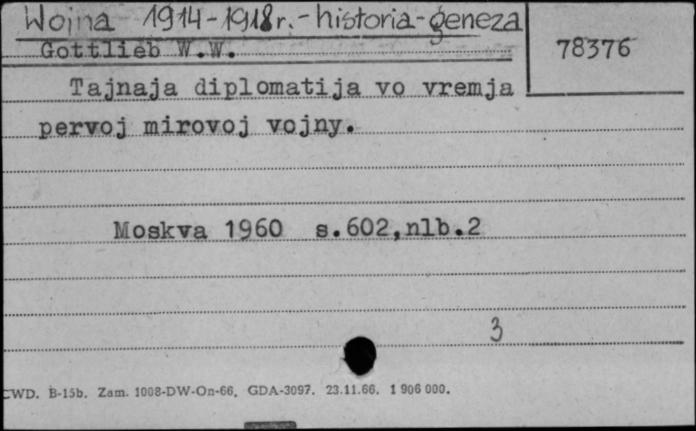 Wojna 1914-1918r.-historia-geneza
Gottlieb W.W.
78376
Tajnaja diplomatija vo vremja
pervoj mirovoj vojny.
Moskva 1960 s.602,nlb.2
3
CWD. B-15b. Zam. 1008-DW-On-66. GDA-3097. 23.11.66. 1 906 000.